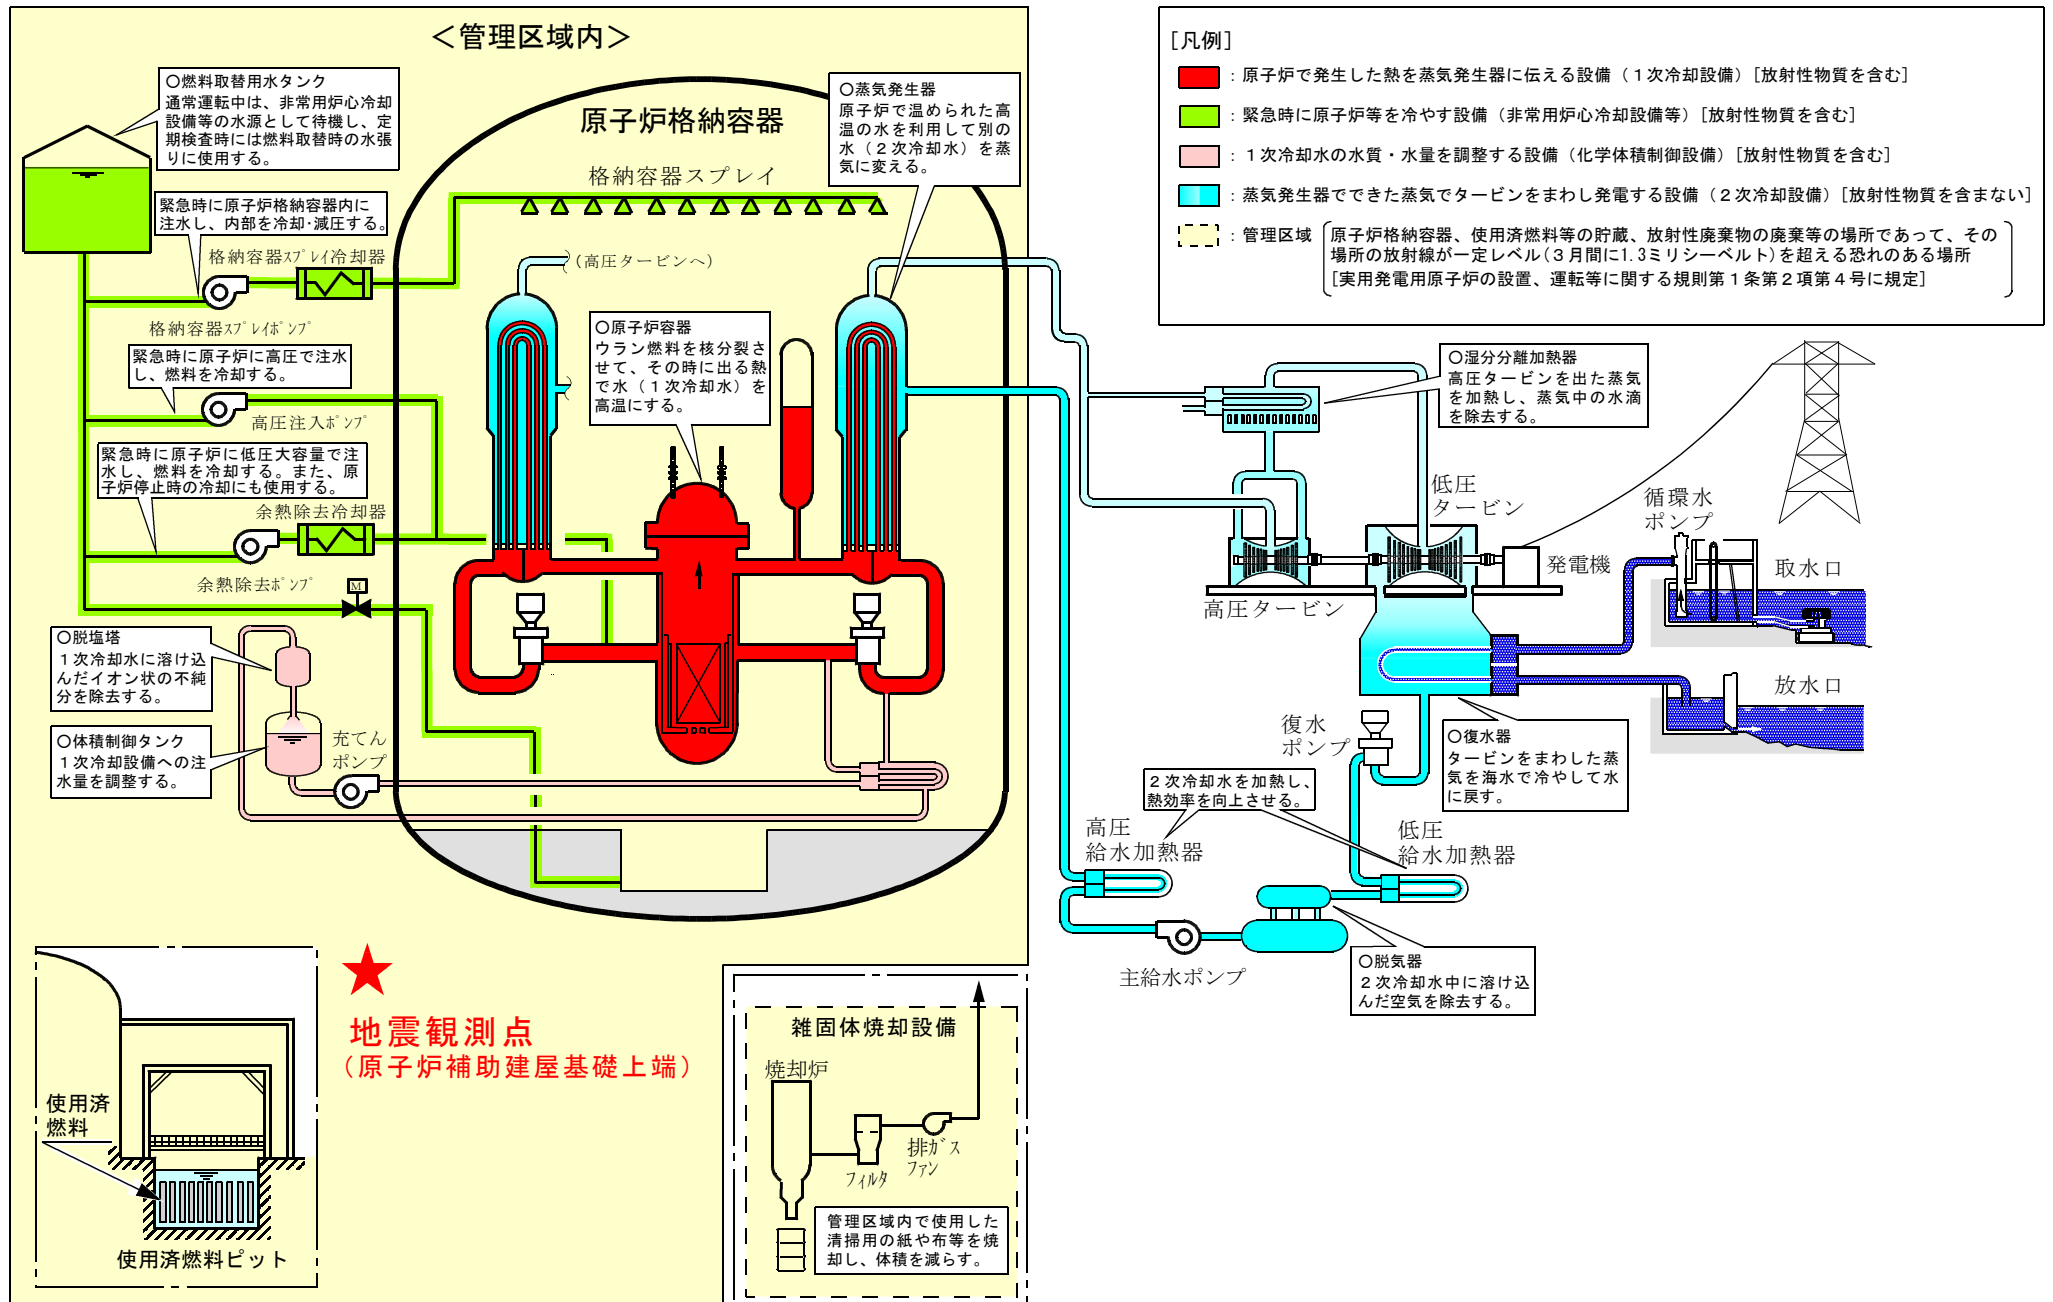 ＜管理区域内＞
○燃料取替用水タンク
通常運転中は、非常用炉心冷却
設備等の水源として待機し、定
期検査時には燃料取替時の水張
りに使用する。
原子炉格納容器
○蒸気発生器
原子炉で温められた高
温の水を利用して別の
水（２次冷却水）を蒸
気に変える。
格納容器スプレイ
緊急時に原子炉格納容器内に
注水し、内部を冷却･減圧する。
格納容器ｽﾌﾟﾚｲ冷却器
（高圧タービンへ）
格納容器ｽﾌﾟﾚｲﾎﾟﾝﾌﾟ
○原子炉容器
ウラン燃料を核分裂さ
せて、その時に出る熱
で水（１次冷却水）を
高温にする。
緊急時に原子炉に高圧で注水
し、燃料を冷却する。
高圧注入ﾎﾟﾝﾌﾟ
緊急時に原子炉に低圧大容量で注
水し、燃料を冷却する。また、原
子炉停止時の冷却にも使用する。
余熱除去冷却器
余熱除去ﾎﾟﾝﾌﾟ
M
○脱塩塔
１次冷却水に溶け込
んだイオン状の不純
分を除去する。
○体積制御タンク
１次冷却設備への注
水量を調整する。
充てん
ポンプ
★
地震観測点
（原子炉補助建屋基礎上端）
使用済
燃料
使用済燃料ピット
雑固体焼却設備
焼却炉
フィルタ
排ガス
ファン
管理区域内で使用した
清掃用の紙や布等を焼
却し、体積を減らす。
［凡例］
：原子炉で発生した熱を蒸気発生器に伝える設備（１次冷却設備）［放射性物質を含む］
：緊急時に原子炉等を冷やす設備（非常用炉心冷却設備等）［放射性物質を含む］
：１次冷却水の水質・水量を調整する設備（化学体積制御設備）［放射性物質を含む］
：蒸気発生器でできた蒸気でタービンをまわし発電する設備（２次冷却設備）［放射性物質を含まない］
：管理区域
原子炉格納容器、使用済燃料等の貯蔵、放射性廃棄物の廃棄等の場所であって、その
場所の放射線が一定レベル(３月間に1.3ミリシーベルト)を超える恐れのある場所
［実用発電用原子炉の設置、運転等に関する規則第１条第２項第４号に規定］
○湿分分離加熱器
高圧タービンを出た蒸気
を加熱し、蒸気中の水滴
を除去する。
低圧
タービン
循環水
ポンプ
発電機
取水口
高圧タービン
放水口
復水
ポンプ
○復水器
タービンをまわした蒸
気を海水で冷やして水
に戻す。
２次冷却水を加熱し、
熱効率を向上させる。
高圧
給水加熱器
低圧
給水加熱器
主給水ポンプ
○脱気器
２次冷却水中に溶け込
んだ空気を除去する。